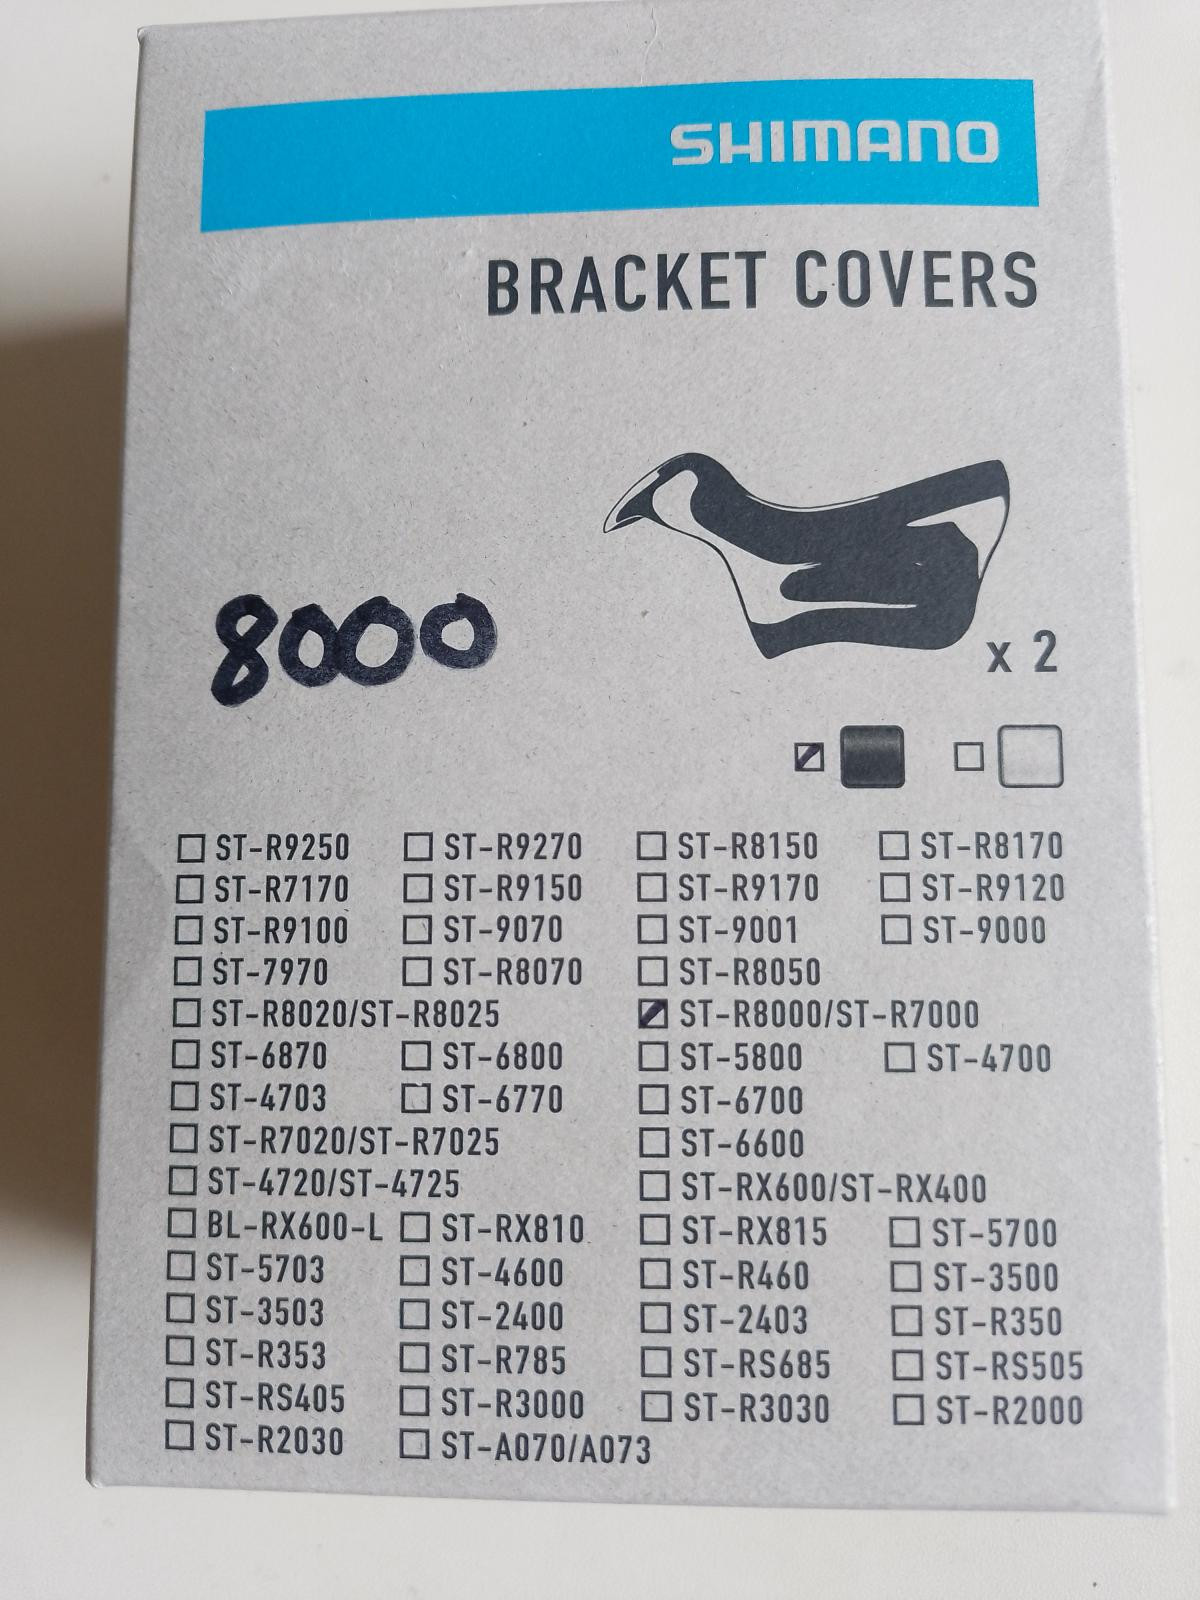 SHIMANO
BRACKET COVERS
8000
x 2
ST-R9250 ST-R9270 ST-R8150 ST-R8170
ST-R7170 ST-R9150 ST-R9170 ST-R9120
ST-R9100 ST-9070 ST-9001 ST-9000
ST-7970 ST-R8070 ST-R8050
ST-R8020/ST-R8025 ST-R8000/ST-R7000
ST-6870 ST-6800 ST-5800 ST-4700
ST-4703 ST-6770 ST-6700
ST-R7020/ST-R7025 ST-6600
ST-4720/ST-4725 ST-RX600/ST-RX400
BL-RX600-L ST-RX810 ST-RX815 ST-5700
ST-5703 ST-4600 ST-R460 ST-3500
ST-3503 ST-2400 ST-2403 ST-R350
ST-R353 ST-R785 ST-RS685 ST-RS505
ST-RS405 ST-R3000 ST-R3030 ST-R2000
ST-R2030 ST-A070/A073